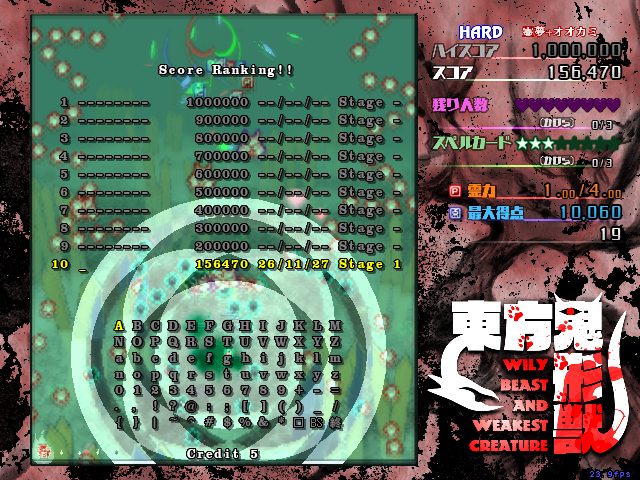 Score Ranking!!
1 -------- 1000000 --/--/-- Stage -
2 -------- 900000 --/--/-- Stage -
3 -------- 800000 --/--/-- Stage -
4 -------- 700000 --/--/-- Stage -
5 -------- 600000 --/--/-- Stage -
6 -------- 500000 --/--/-- Stage -
7 -------- 400000 --/--/-- Stage -
8 -------- 300000 --/--/-- Stage -
9 -------- 200000 --/--/-- Stage -
10 _ 156470 26/11/27 Stage 1
A B C D E F G H I J K L M
N O P Q R S T U V W X Y Z
a b c d e f g h i j k l m
n o p q r s t u v w x y z
0 1 2 3 4 5 6 7 8 9 + - =
. , ! ? @ : ; [ ] ( ) _ /
{ } | ~ ^ # $ % & * □ BS 終
Credit 5
HARD 霊夢+オオカミ
ハイスコア 1,000,000
スコア 156,470
残り人数
(かけら) 0/3
スペルカード ★★★
(かけら) 0/3
P 霊力 1.00/4.00
最大得点 10,060
19
東方鬼形獣
WILY
BEAST
AND
WEAKEST
CREATURE
23.9fps